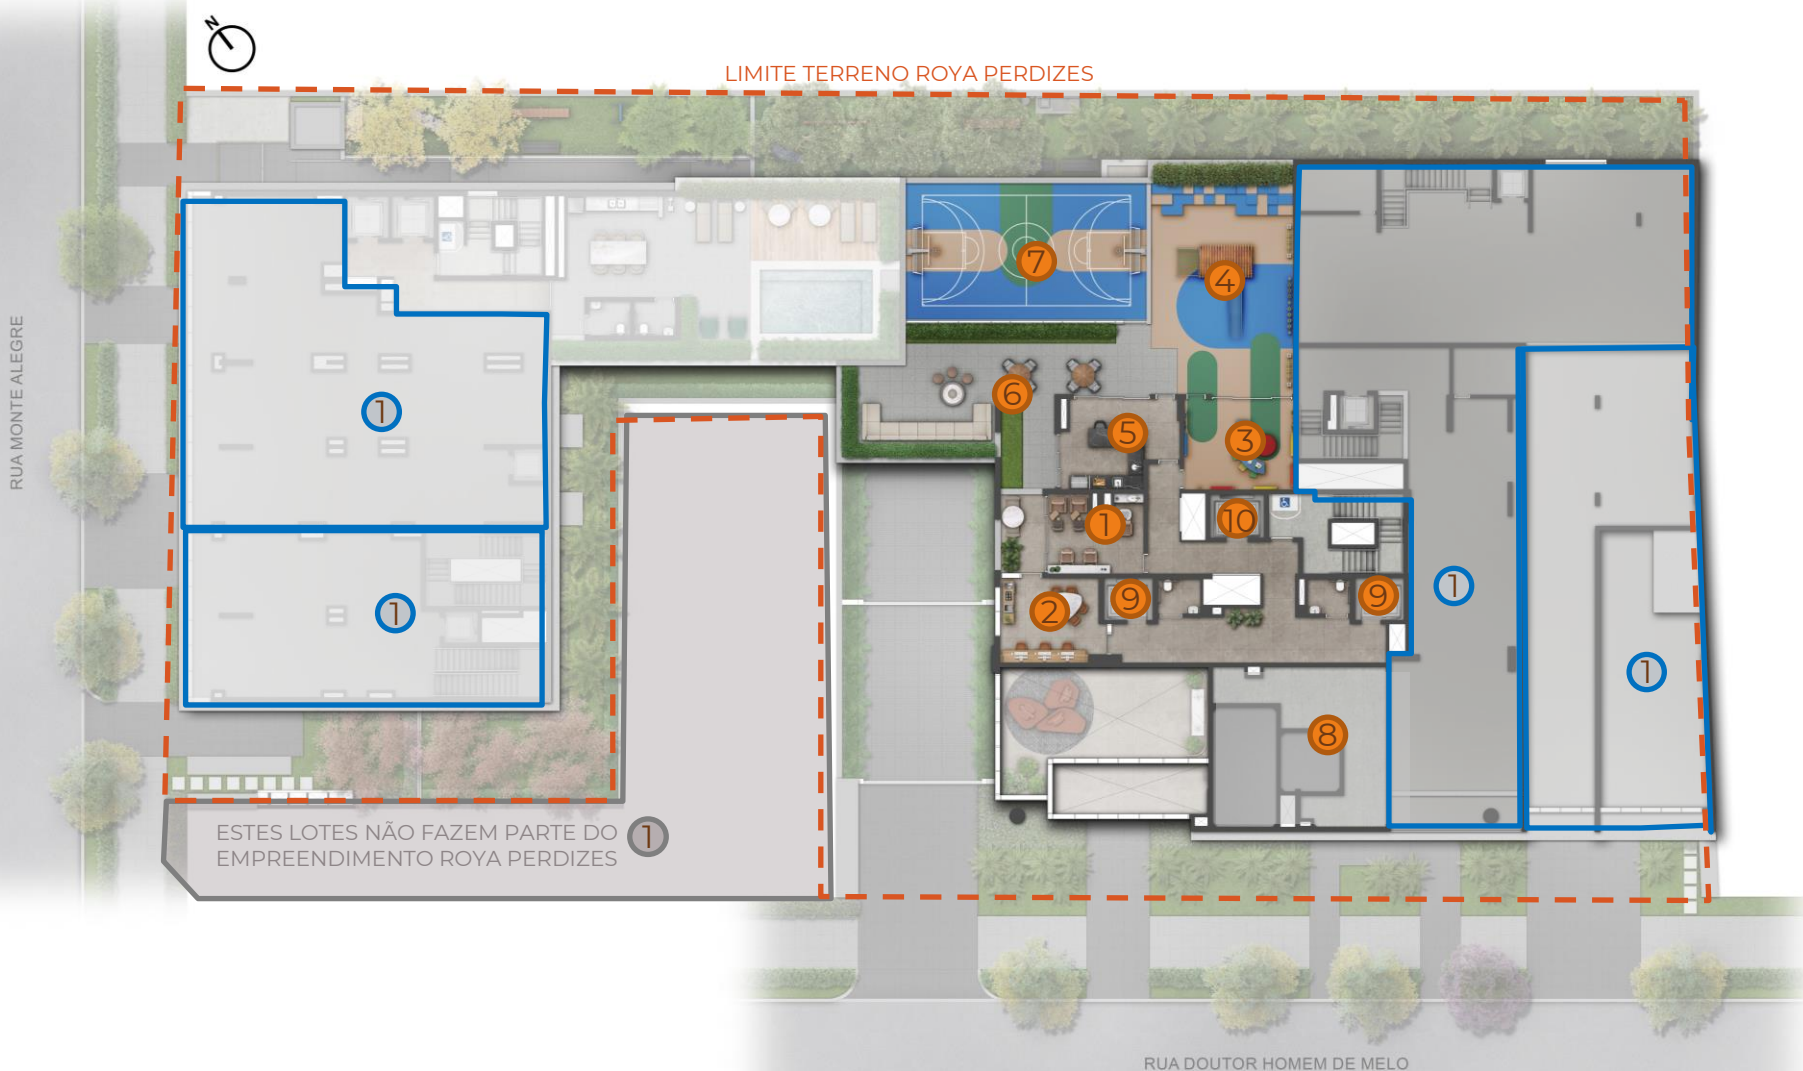 N
LIMITE TERRENO ROYA PERDIZES
7
4
RUA MONTE ALEGRE
6
1
5
3
1
10
1
2
9
9
1
1
8
ESTES LOTES NÃO FAZEM PARTE DO
EMPREENDIMENTO ROYA PERDIZES
1
RUA DOUTOR HOMEM DE MELO